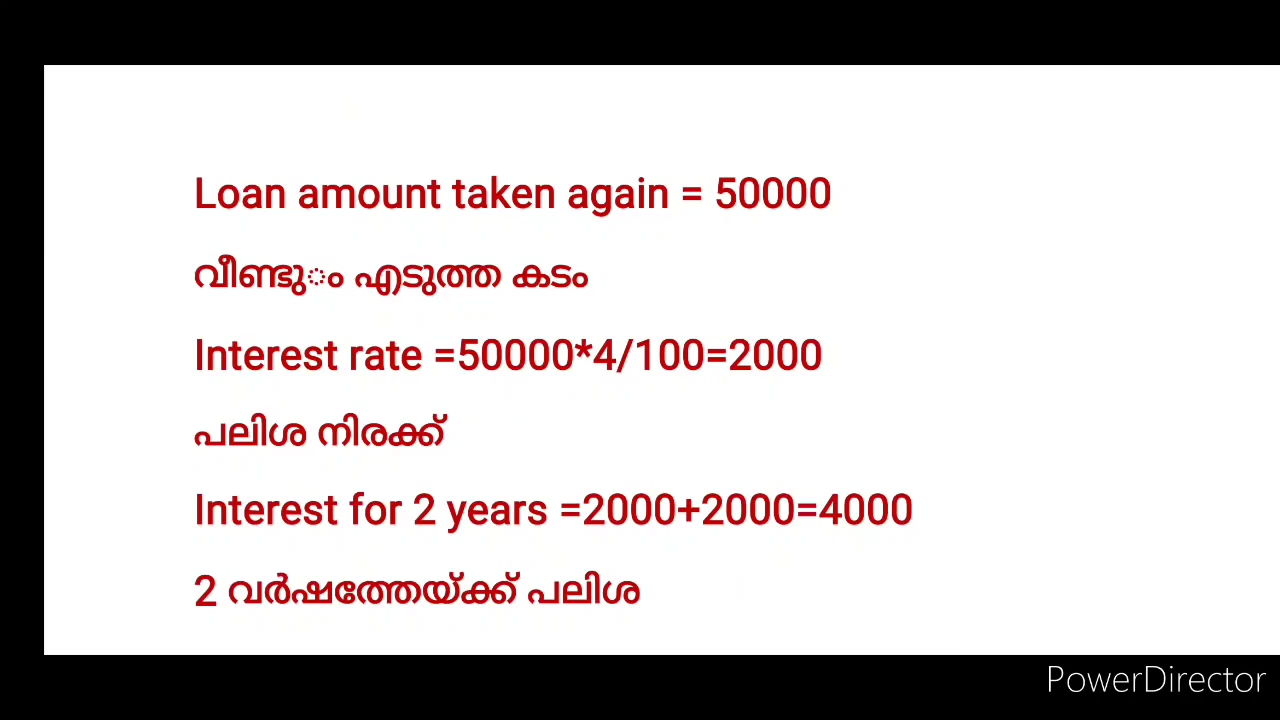 Loan amount taken again = 50000
വീണ്ടുും എടുത്ത കടം
Interest rate =50000*4/100=2000
പലിശ നിരക്ക്
Interest for 2 years =2000+2000=4000
2 വർഷത്തേയ്ക്ക് പലിശ
PowerDirector